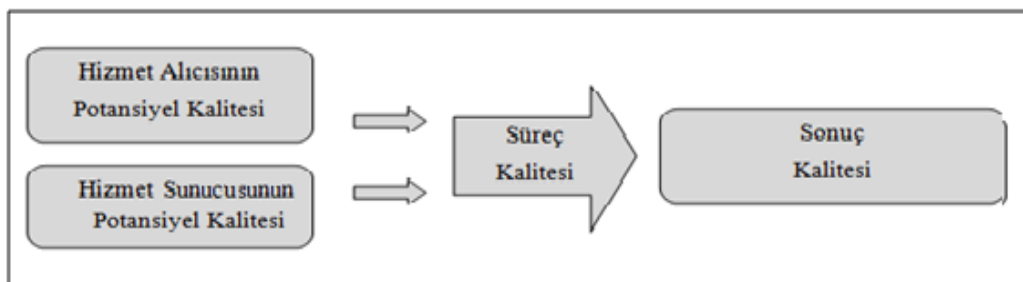 Hizmet Alıcısının
Potansiyel Kalitesi
Hizmet Sunucusunun
Potansiyel Kalitesi
Süreç
Kalitesi
Sonuç
Kalitesi